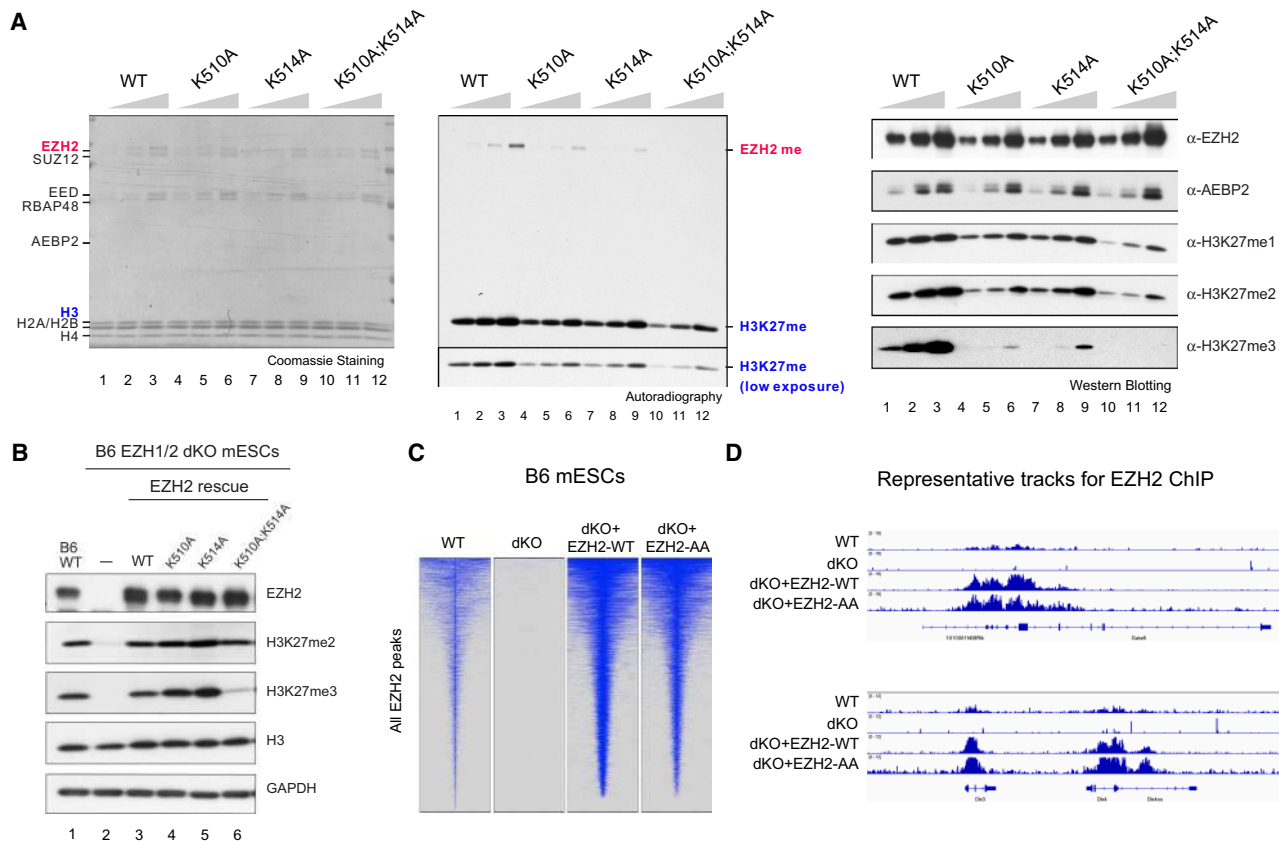 A
WT K510A K514A K510A;K514A
EZH2
SUZ12
EED
RBAP48
AEBP2
H3
H2A/H2B
H4
Coomassie Staining
1 2 3 4 5 6 7 8 9 10 11 12
WT K510A K514A K510A;K514A
EZH2 me
H3K27me
H3K27me
(low exposure)
Autoradiography
1 2 3 4 5 6 7 8 9 10 11 12
WT K510A K514A K510A;K514A
α-EZH2
α-AEBP2
α-H3K27me1
α-H3K27me2
α-H3K27me3
Western Blotting
1 2 3 4 5 6 7 8 9 10 11 12
B
B6 EZH1/2 dKO mESCs
EZH2 rescue
B6
WT – WT K510A K514A K510A;K514A
EZH2
H3K27me2
H3K27me3
H3
GAPDH
1 2 3 4 5 6
C
B6 mESCs
WT dKO dKO+ EZH2-WT dKO+ EZH2-AA
All EZH2 peaks
D
Representative tracks for EZH2 ChIP
WT
dKO
dKO+EZH2-WT
dKO+EZH2-AA
WT
dKO
dKO+EZH2-WT
dKO+EZH2-AA